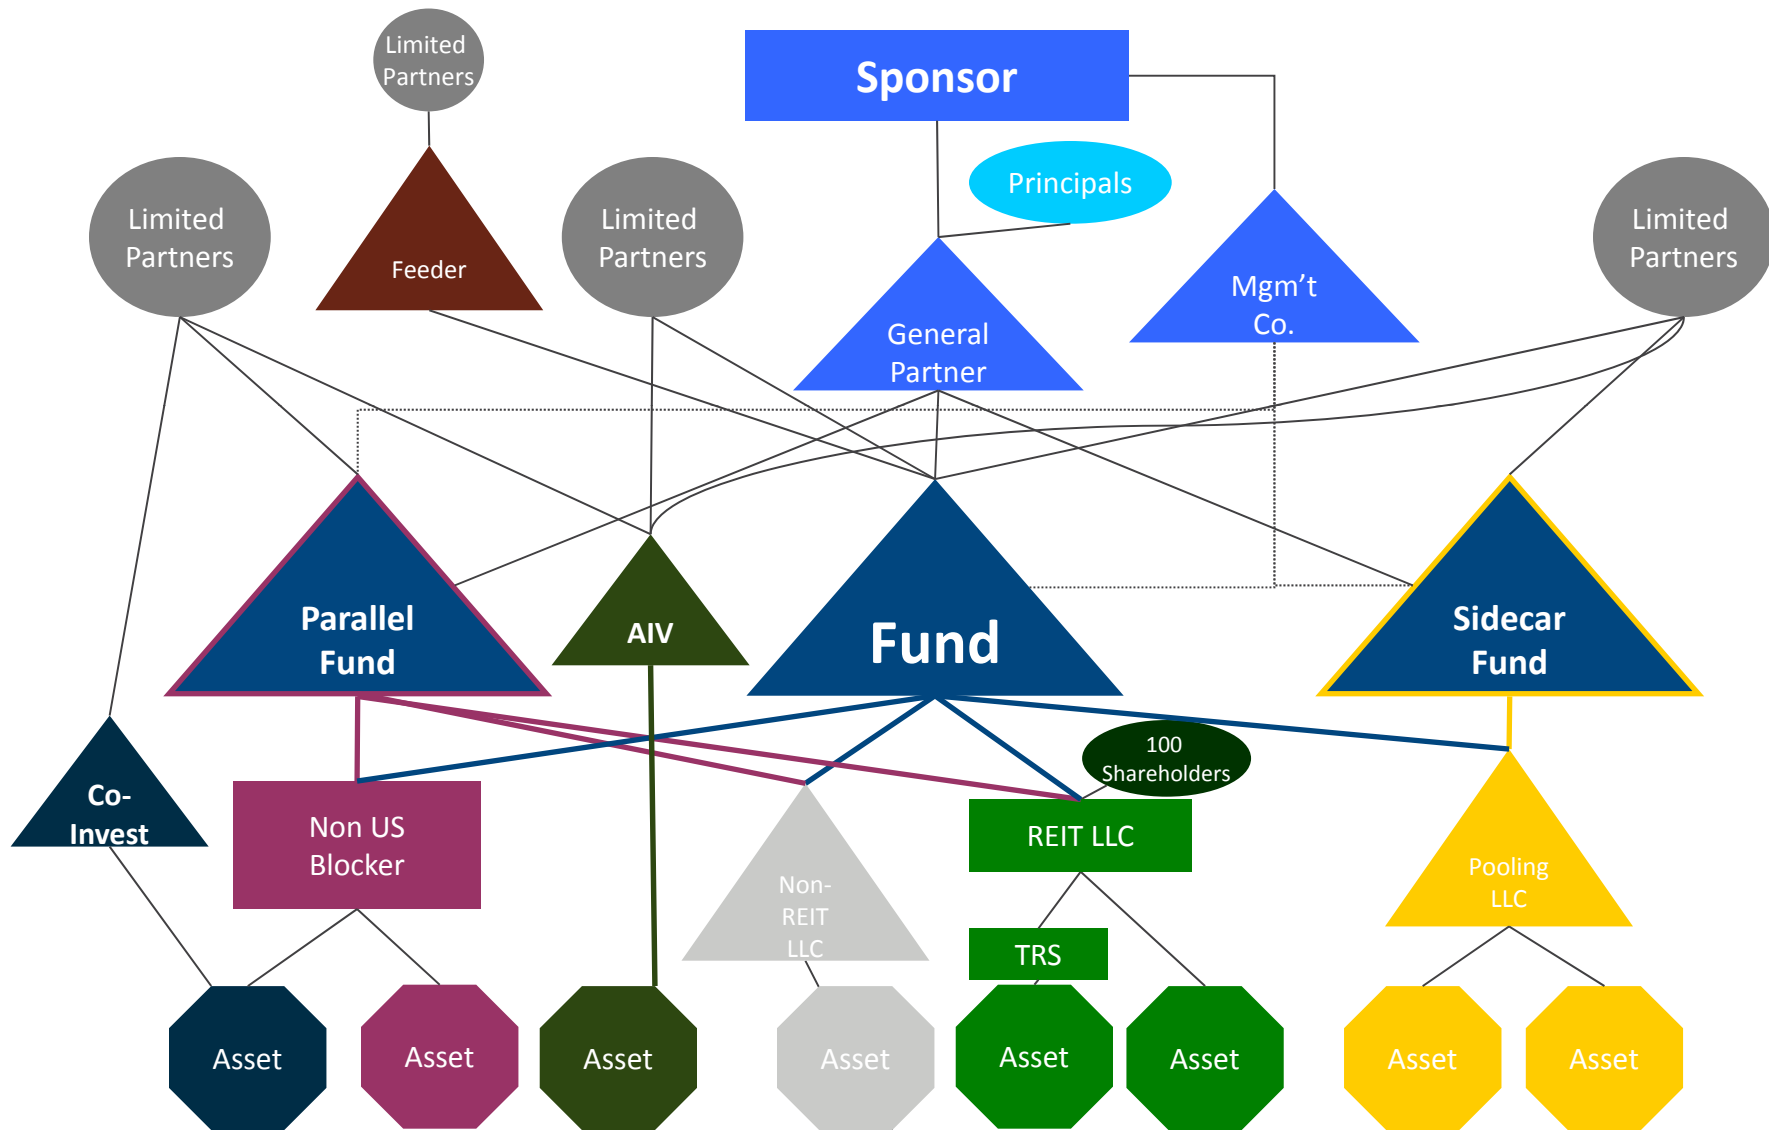 Limited
Partners
Sponsor
Principals
Limited
Partners
Feeder
Limited
Partners
General
Partner
Mgm’t
Co.
Limited
Partners
Parallel
Fund
AIV
Fund
Sidecar
Fund
Co-
Invest
Non US
Blocker
Non-
REIT
LLC
100
Shareholders
REIT LLC
TRS
Pooling
LLC
Asset
Asset
Asset
Asset
Asset
Asset
Asset
Asset